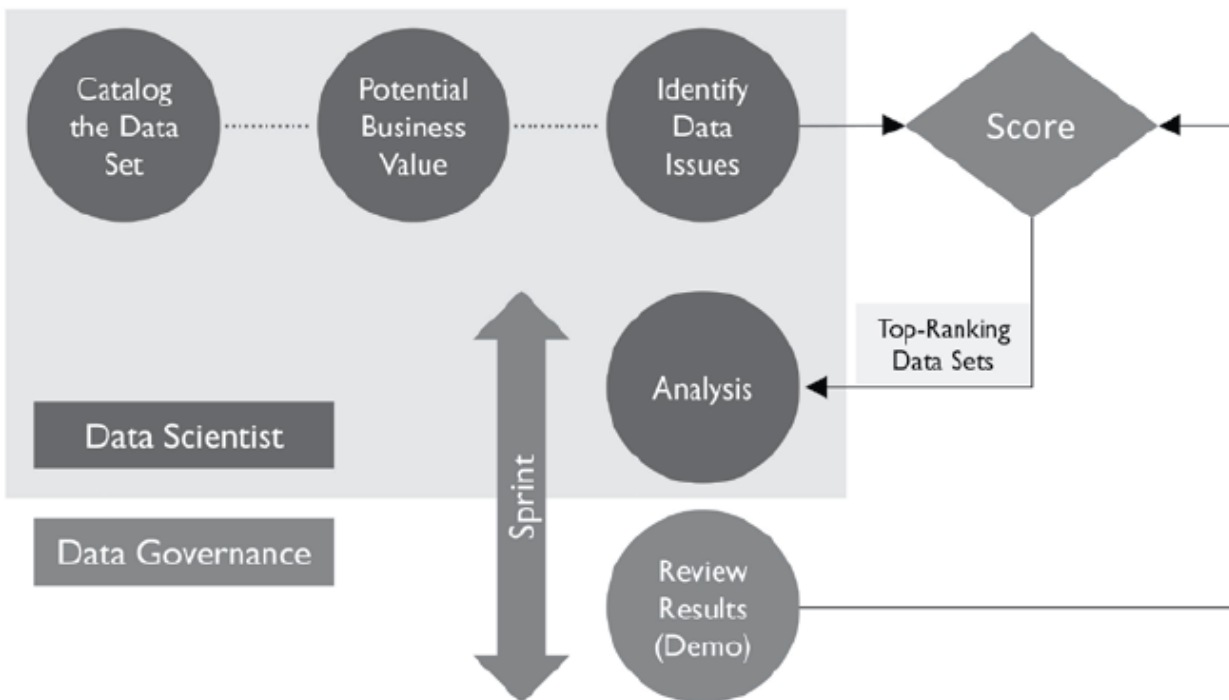 Catalog
the Data
Set
Potential
Business
Value
Identify
Data
Issues
Score
Top-Ranking
Data Sets
Analysis
Data Scientist
Sprint
Data Governance
Review
Results
(Demo)